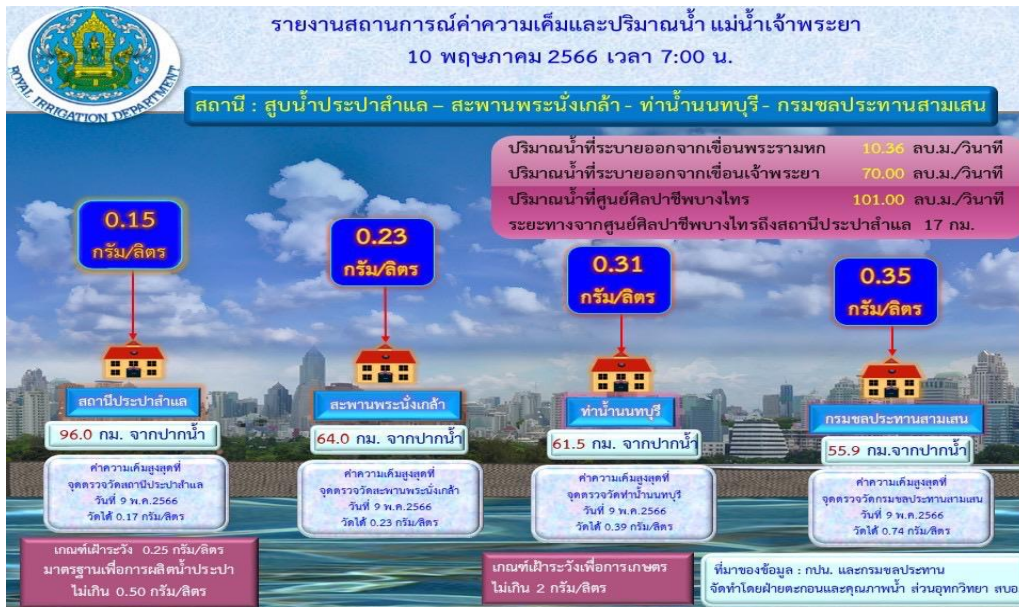 รายงานสถานการณ์ค่าความเค็มและปริมาณน้ำ แม่น้ำเจ้าพระยา
10 พฤษภาคม 2566 เวลา 7:00 น.
ROYAL IRRIGATION DEPARTMENT
สถานี : สูบน้ำประปาสำแล – สะพานพระนั่งเกล้า - ท่าน้ำนนทบุรี - กรมชลประทานสามเสน
ปริมาณน้ำที่ระบายออกจากเขื่อนพระรามหก 10.36 ลบ.ม./วินาที
ปริมาณน้ำที่ระบายออกจากเขื่อนเจ้าพระยา 70.00 ลบ.ม./วินาที
ปริมาณน้ำที่ศูนย์ศิลปาชีพบางไทร 101.00 ลบ.ม./วินาที
ระยะทางจากศูนย์ศิลปาชีพบางไทรถึงสถานีประปาสำแล 17 กม.
0.15
กรัม/ลิตร
สถานีประปาสำแล
96.0 กม. จากปากน้ำ
ค่าความเค็มสูงสุดที่
จุดตรวจวัดสถานีประปาสำแล
วันที่ 9 พ.ค.2566
วัดได้ 0.17 กรัม/ลิตร
0.23
กรัม/ลิตร
สะพานพระนั่งเกล้า
64.0 กม. จากปากน้ำ
ค่าความเค็มสูงสุดที่
จุดตรวจวัดสะพานพระนั่งเกล้า
วันที่ 9 พ.ค.2566
วัดได้ 0.23 กรัม/ลิตร
0.31
กรัม/ลิตร
ท่าน้ำนนทบุรี
61.5 กม. จากปากน้ำ
ค่าความเค็มสูงสุดที่
จุดตรวจวัดท่าน้ำนนทบุรี
วันที่ 9 พ.ค.2566
วัดได้ 0.39 กรัม/ลิตร
0.35
กรัม/ลิตร
กรมชลประทานสามเสน
55.9 กม.จากปากน้ำ
ค่าความเค็มสูงสุดที่
จุดตรวจวัดกรมชลประทานสามเสน
วันที่ 9 พ.ค.2566
วัดได้ 0.74 กรัม/ลิตร
เกณฑ์เฝ้าระวัง 0.25 กรัม/ลิตร
มาตรฐานเพื่อการผลิตน้ำประปา
ไม่เกิน 0.50 กรัม/ลิตร
เกณฑ์เฝ้าระวังเพื่อการเกษตร
ไม่เกิน 2 กรัม/ลิตร
ที่มาของข้อมูล : กปน. และกรมชลประทาน
จัดทำโดยฝ่ายตะกอนและคุณภาพน้ำ ส่วนอุทกวิทยา สบอ